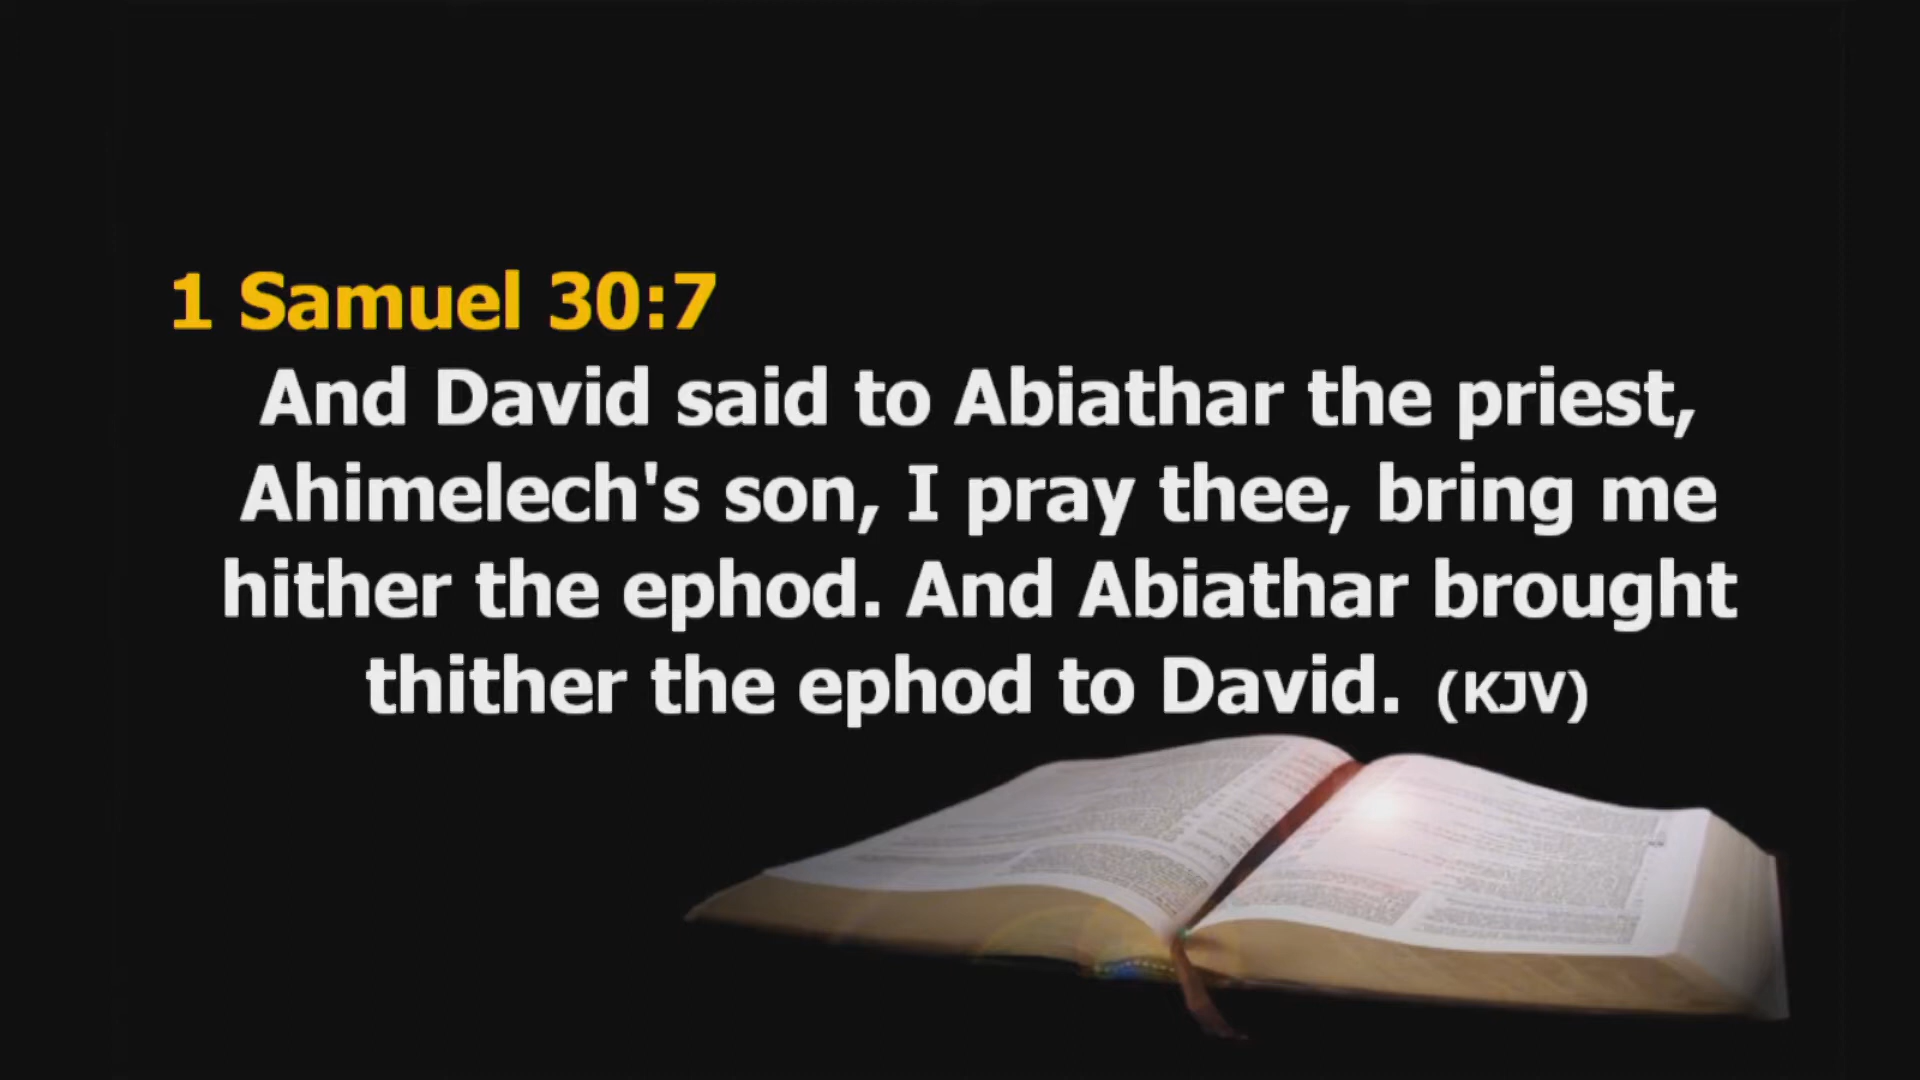 1 Samuel 30:7
And David said to Abiathar the priest,
Ahimelech's son, I pray thee, bring me
hither the ephod. And Abiathar brought
thither the ephod to David. (KJV)